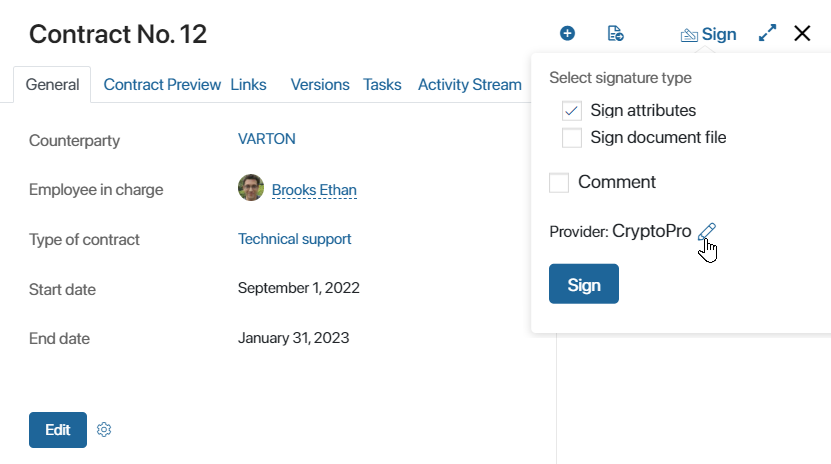 Contract No. 12
Sign
General
Contract Preview
Links
Versions
Tasks
Activity Stream
Select signature type
Sign attributes
Sign document file
Comment
Provider: CryptoPro
Sign
Counterparty
VARTON
Employee in charge
Brooks Ethan
Type of contract
Technical support
Start date
September 1, 2022
End date
January 31, 2023
Edit